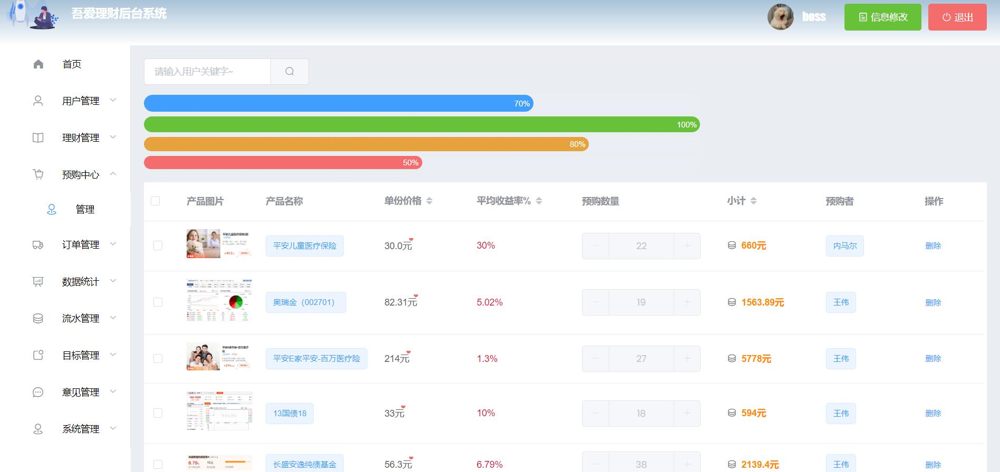 吾爱理财后台系统
boss
信息修改
退出
首页
用户管理
理财管理
预购中心
管理
订单管理
数据统计
流水管理
目标管理
意见管理
系统管理
请输入用户关键字~
70%
100%
80%
50%
产品图片 产品名称 单份价格 平均收益率% 预购数量 小计 预购者 操作
平安儿童医疗保险 30.0元 30% 22 660元 内马尔 删除
奥瑞金（002701） 82.31元 5.02% 19 1563.89元 王伟 删除
平安E家平安-百万医疗险 214元 1.3% 27 5778元 王伟 删除
13国债18 33元 10% 18 594元 王伟 删除
6.79%
长盛安逸纯债基金 56.3元 6.79% 38 2139.4元 王伟 删除